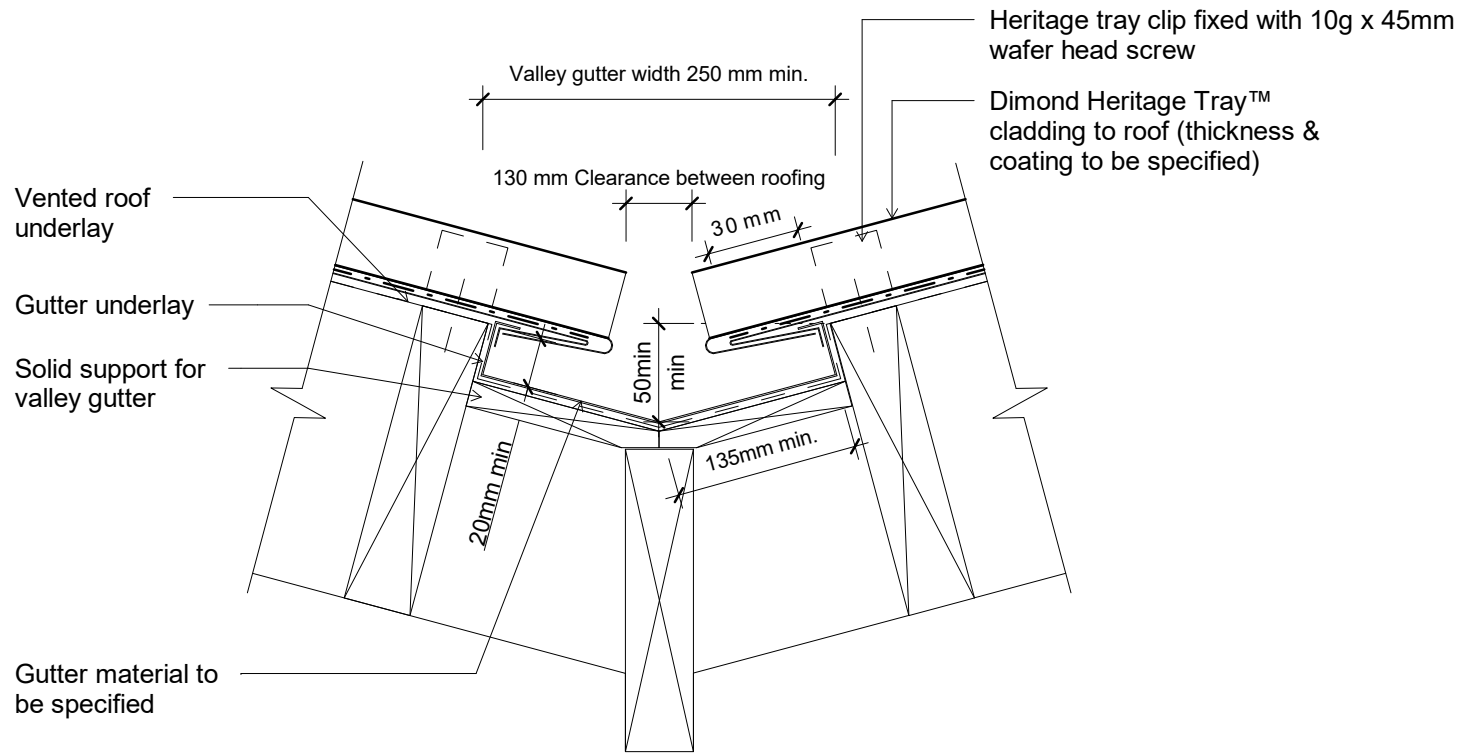 Heritage tray clip fixed with 10g x 45mm
wafer head screw
Valley gutter width 250 mm min.
Dimond Heritage Tray™
cladding to roof (thickness &
coating to be specified)
130 mm Clearance between roofing
Vented roof
underlay
30 mm
Gutter underlay
50min
min
Solid support for
valley gutter
135mm min.
20mm min
Gutter material to
be specified